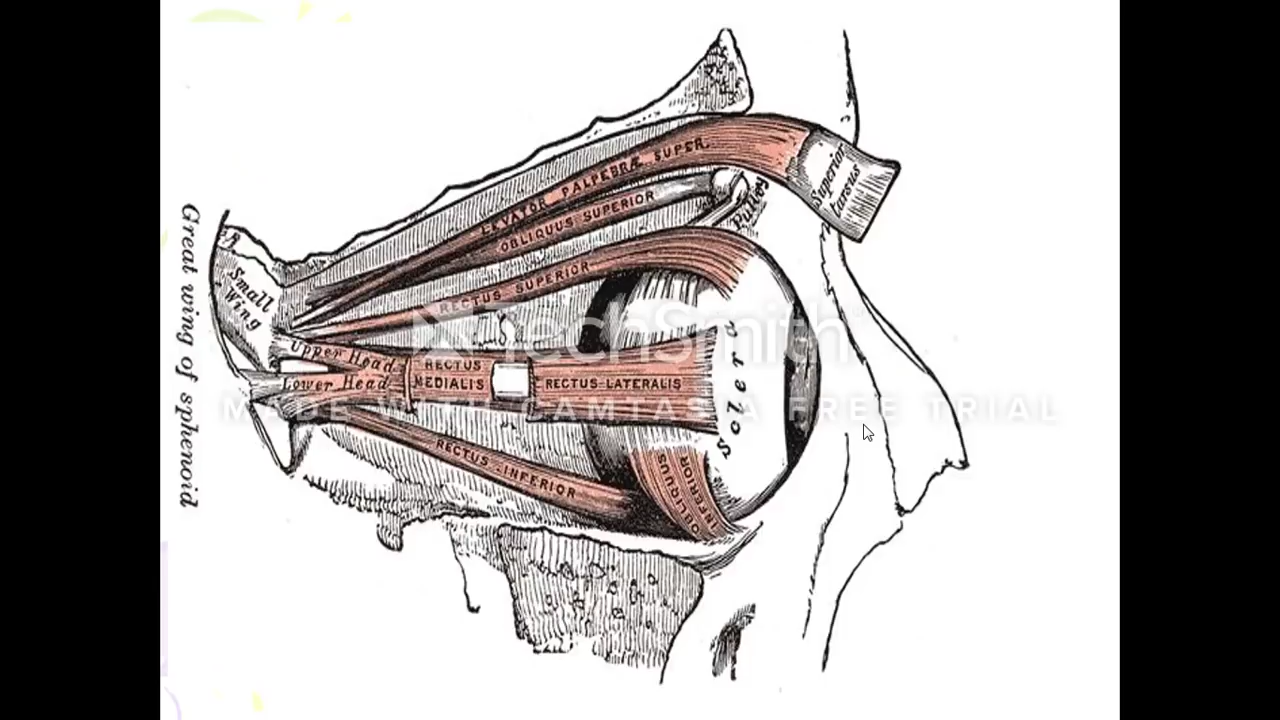 LEVATOR PALPEBRÆ SUPER.
Superior
tarsus
OBLIQUUS SUPERIOR
Pulley
RECTUS SUPERIOR
Great wing of sphenoid
Small
wing
TechSmith
Upper Head
Lower Head
RECTUS
MEDIALIS
RECTUS LATERALIS
Sclera
MADE WITH CAMTASIA FREE TRIAL
RECTUS INFERIOR
OBLIQUUS
INFERIOR